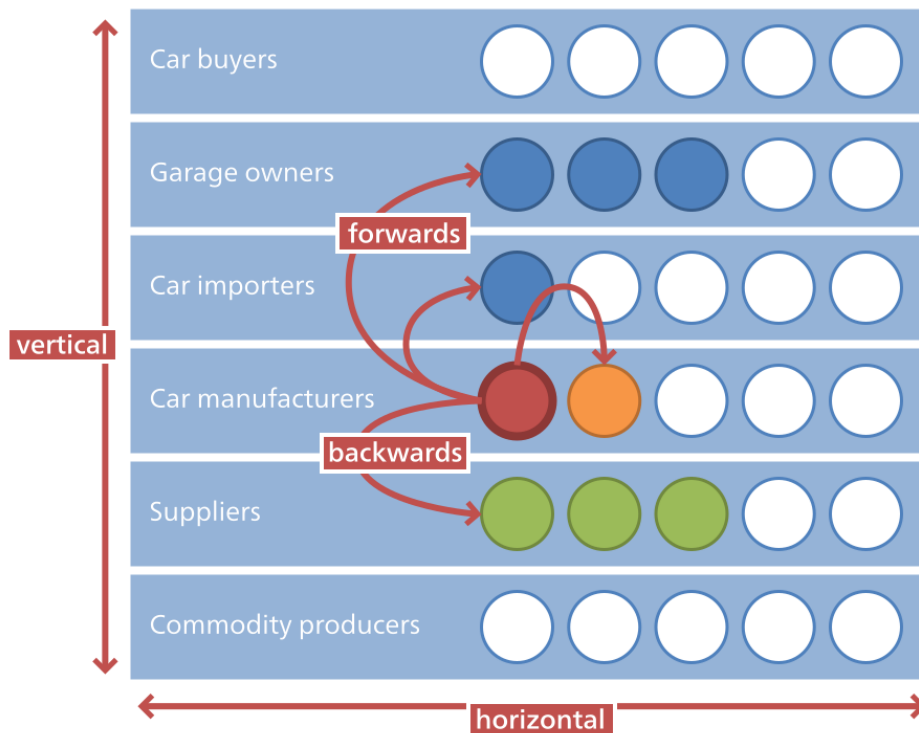 Car buyers
Garage owners
forwards
Car importers
vertical
Car manufacturers
backwards
Suppliers
Commodity producers
horizontal